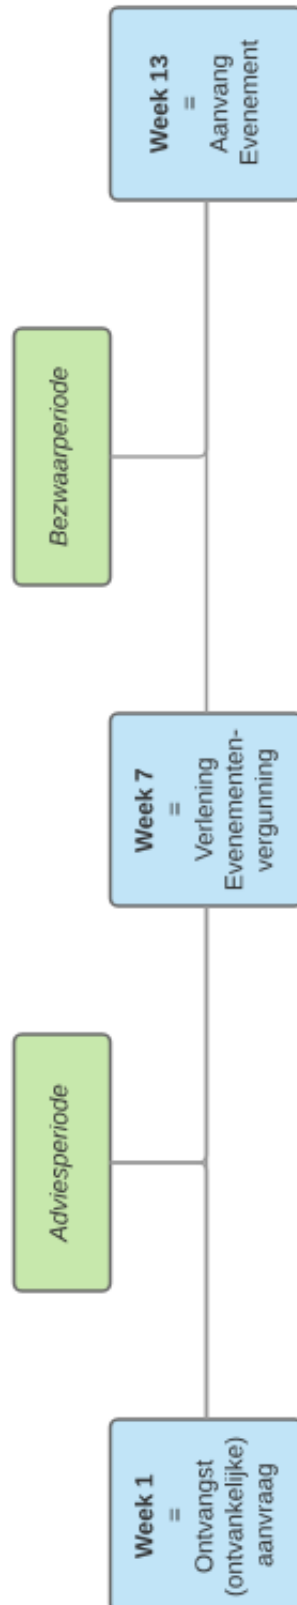 Week 1
=
Ontvangst
(ontvankelijke)
aanvraag
Adviesperiode
Week 7
=
Verlening
Evenementen-
vergunning
Bezwaarperiode
Week 13
=
Aanvang
Evenement